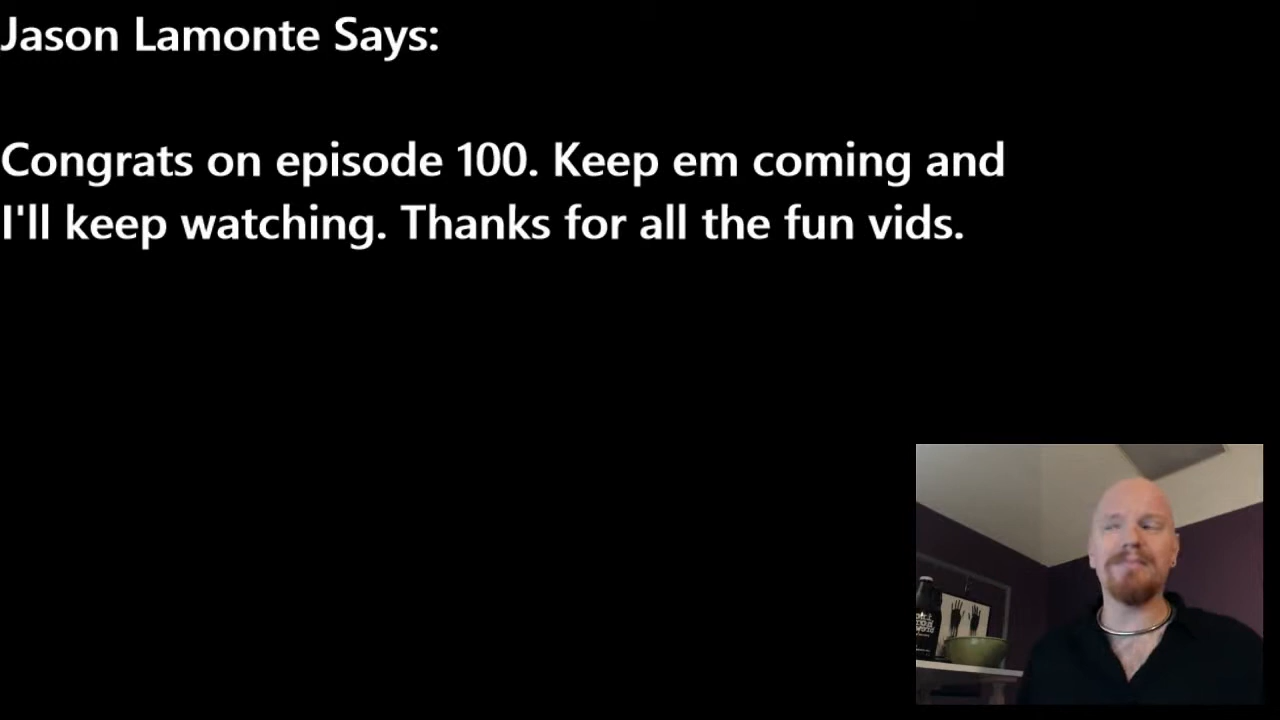 Jason Lamonte Says:
Congrats on episode 100. Keep em coming and
I'll keep watching. Thanks for all the fun vids.